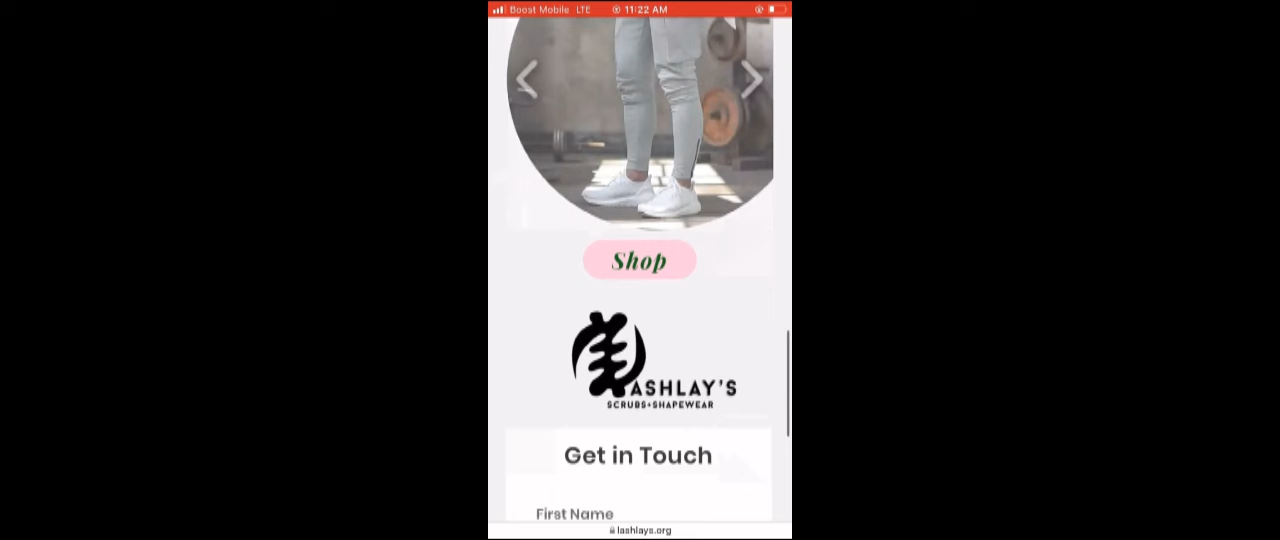 Boost Mobile LTE 11:22 AM
Shop
ASHLAY'S
SCRUBS+SHAPEWEAR
Get in Touch
First Name
lashlays.org